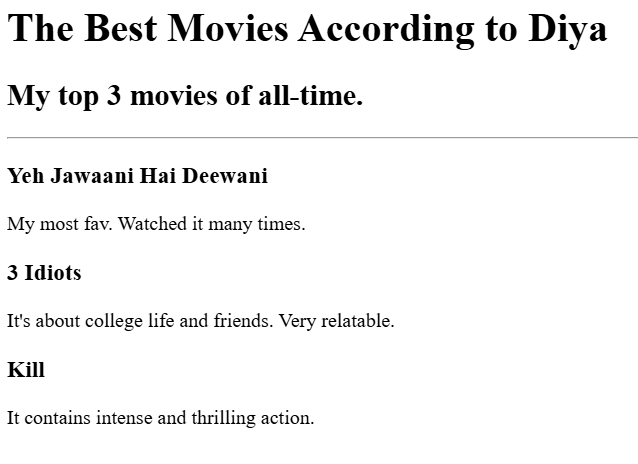 The Best Movies According to Diya
My top 3 movies of all-time.
Yeh Jawaani Hai Deewani
My most fav. Watched it many times.
3 Idiots
It's about college life and friends. Very relatable.
Kill
It contains intense and thrilling action.